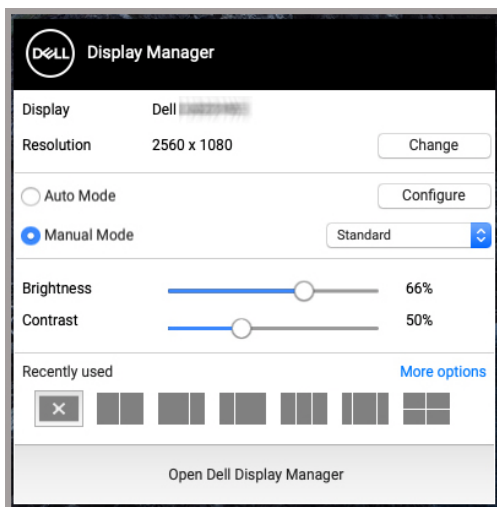 DELL Display Manager
Display Dell
Resolution 2560 x 1080 Change
Auto Mode Configure
Manual Mode Standard
Brightness 66%
Contrast 50%
Recently used More options
Open Dell Display Manager